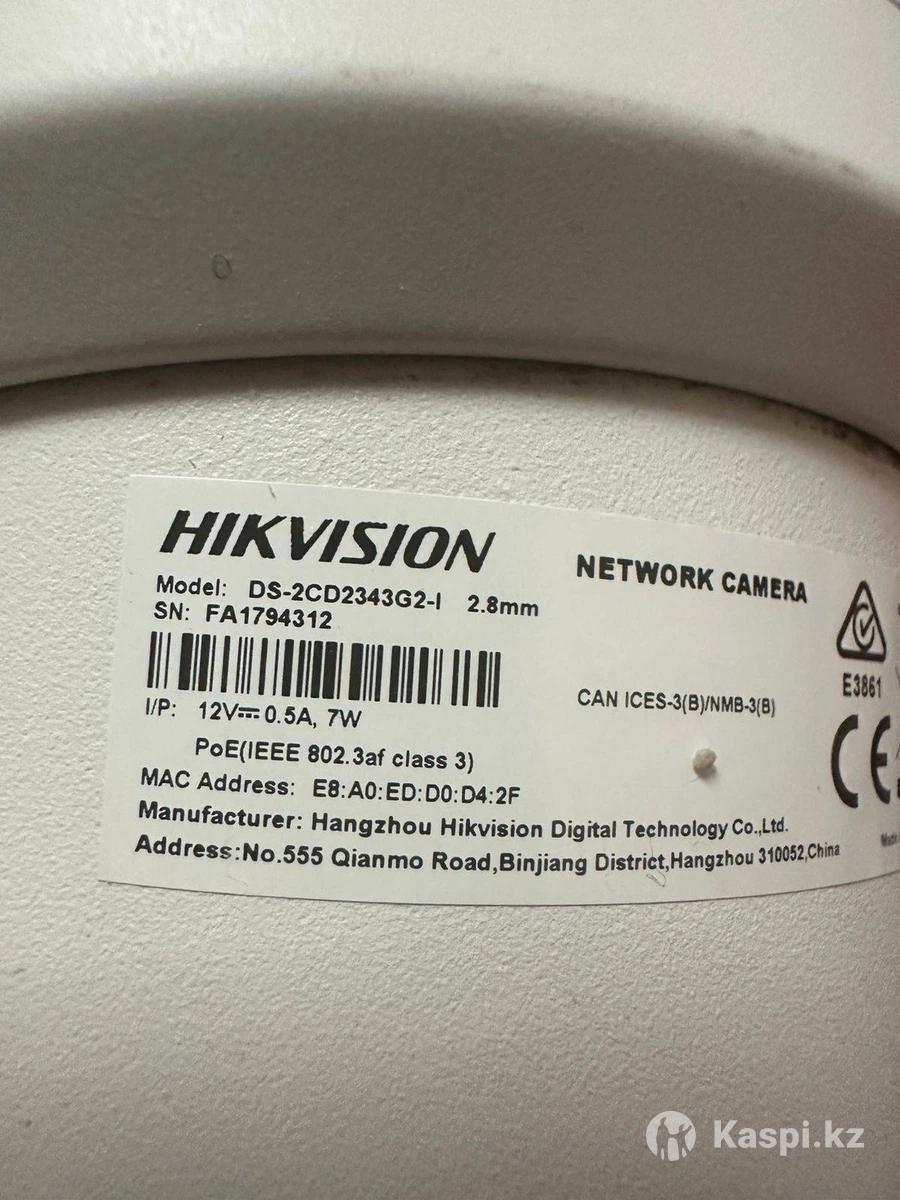 HIKVISION
NETWORK CAMERA
Model: DS-2CD2343G2-I 2.8mm
SN: FA1794312
E3861
CAN ICES-3(B)/NMB-3(B)
I/P: 12V⎓0.5A, 7W
PoE(IEEE 802.3af class 3)
CE
MAC Address: E8:A0:ED:D0:D4:2F
Manufacturer: Hangzhou Hikvision Digital Technology Co.,Ltd.
Address:No.555 Qianmo Road,Binjiang District,Hangzhou 310052,China
Kaspi.kz